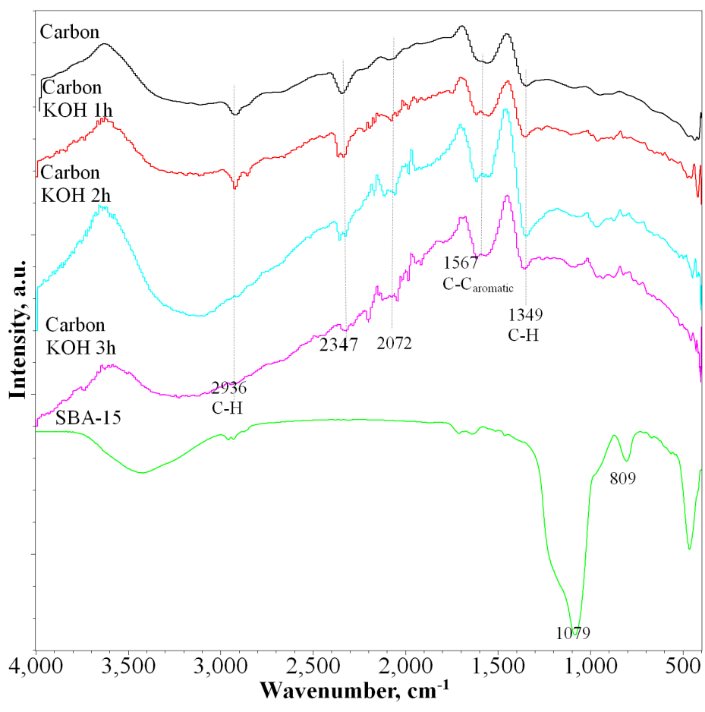 Carbon
Carbon
KOH 1h
Carbon
KOH 2h
Carbon
KOH 3h
SBA-15
1567
C-Caromatic
1349
C-H
2347
2072
2936
C-H
809
1079
Intensity, a.u.
4,000 3,500 3,000 2,500 2,000 1,500 1,000 500
Wavenumber, cm-1